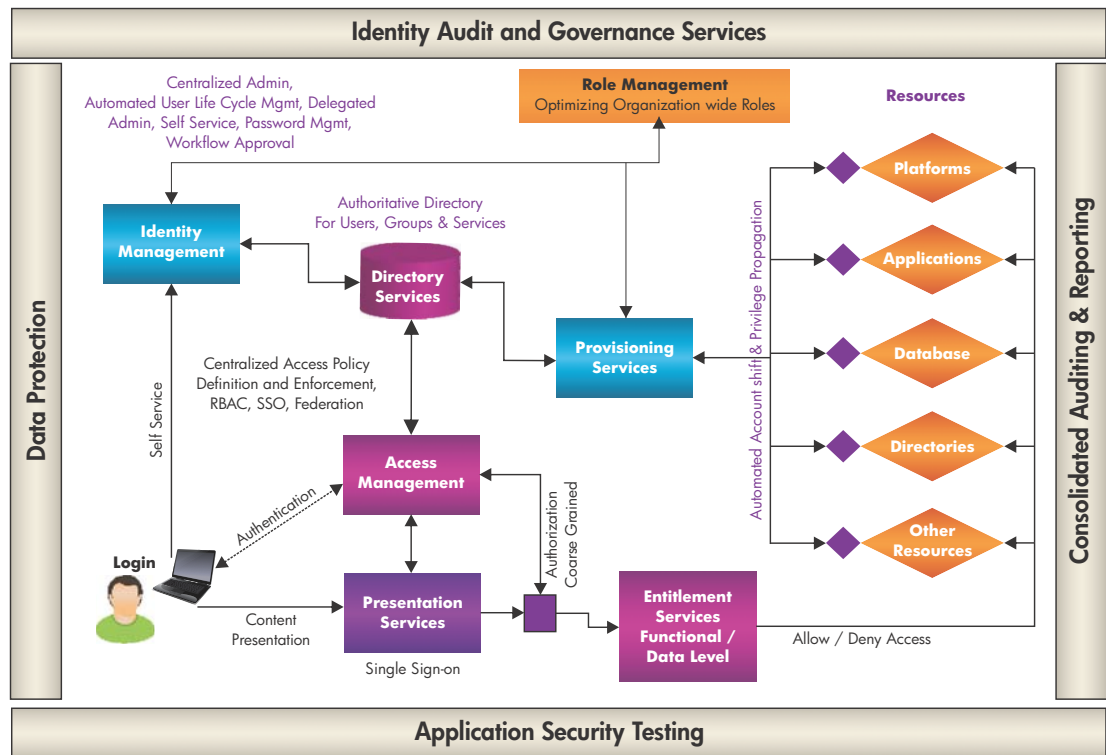 Identity Audit and Governance Services
Data Protection
Consolidated Auditing & Reporting
Centralized Admin,
Automated User Life Cycle Mgmt, Delegated
Admin, Self Service, Password Mgmt,
Workflow Approval
Role Management
Optimizing Organization wide Roles
Resources
Authoritative Directory
For Users, Groups & Services
Identity
Management
Directory
Services
Provisioning
Services
Automated Account shift & Privilege Propagation
Platforms
Applications
Database
Directories
Other
Resources
Centralized Access Policy
Definition and Enforcement,
RBAC, SSO, Federation
Self Service
Access
Management
Authentication
Authorization
Coarse Grained
Login
Content
Presentation
Presentation
Services
Single Sign-on
Entitlement
Services
Functional /
Data Level
Allow / Deny Access
Application Security Testing